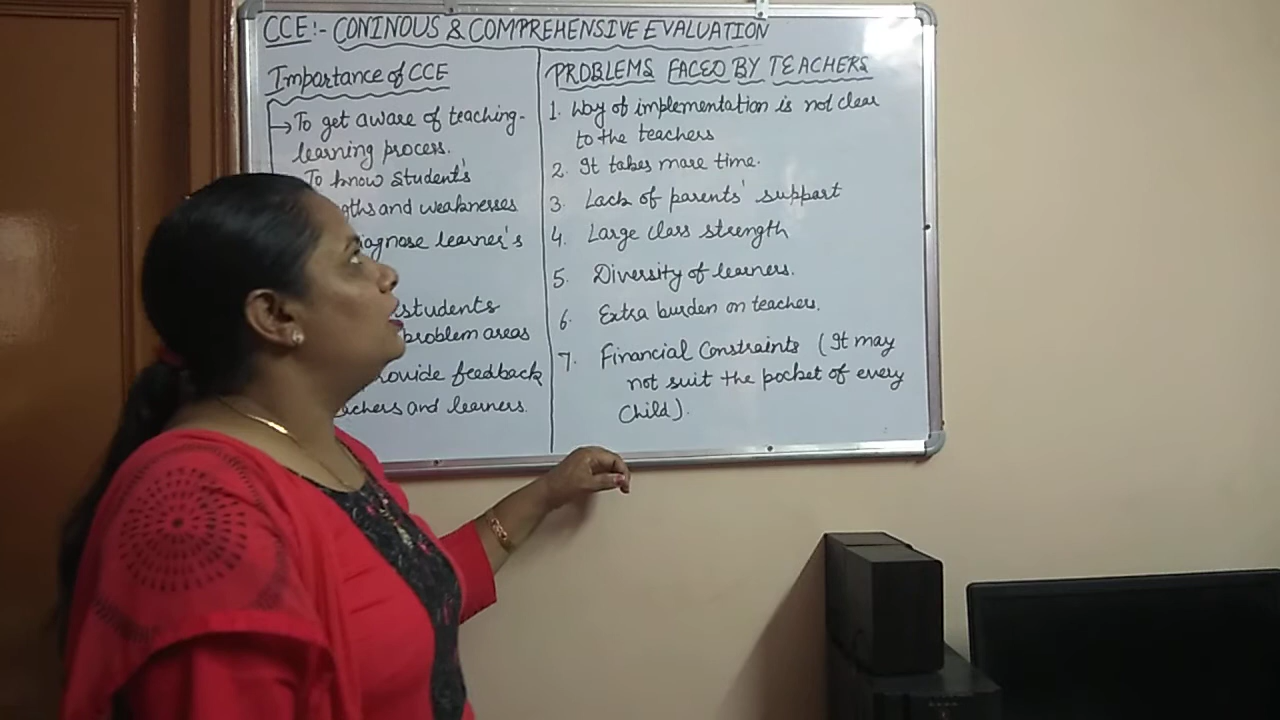 CCE:- CONINOUS & COMPREHENSIVE EVALUATION
Importance of CCE
→ To get aware of teaching-
learning process.
To know student's
and weaknesses
learner's
students
problem areas
feedback
and learners.
PROBLEMS FACED BY TEACHERS
1. Way of implementation is not clear
to the teachers
2. It takes more time.
3. Lack of parents' support
4. Large class strength
5. Diversity of learners.
6. Extra burden on teachers.
7. Financial Constraints (It may
not suit the pocket of every
Child).